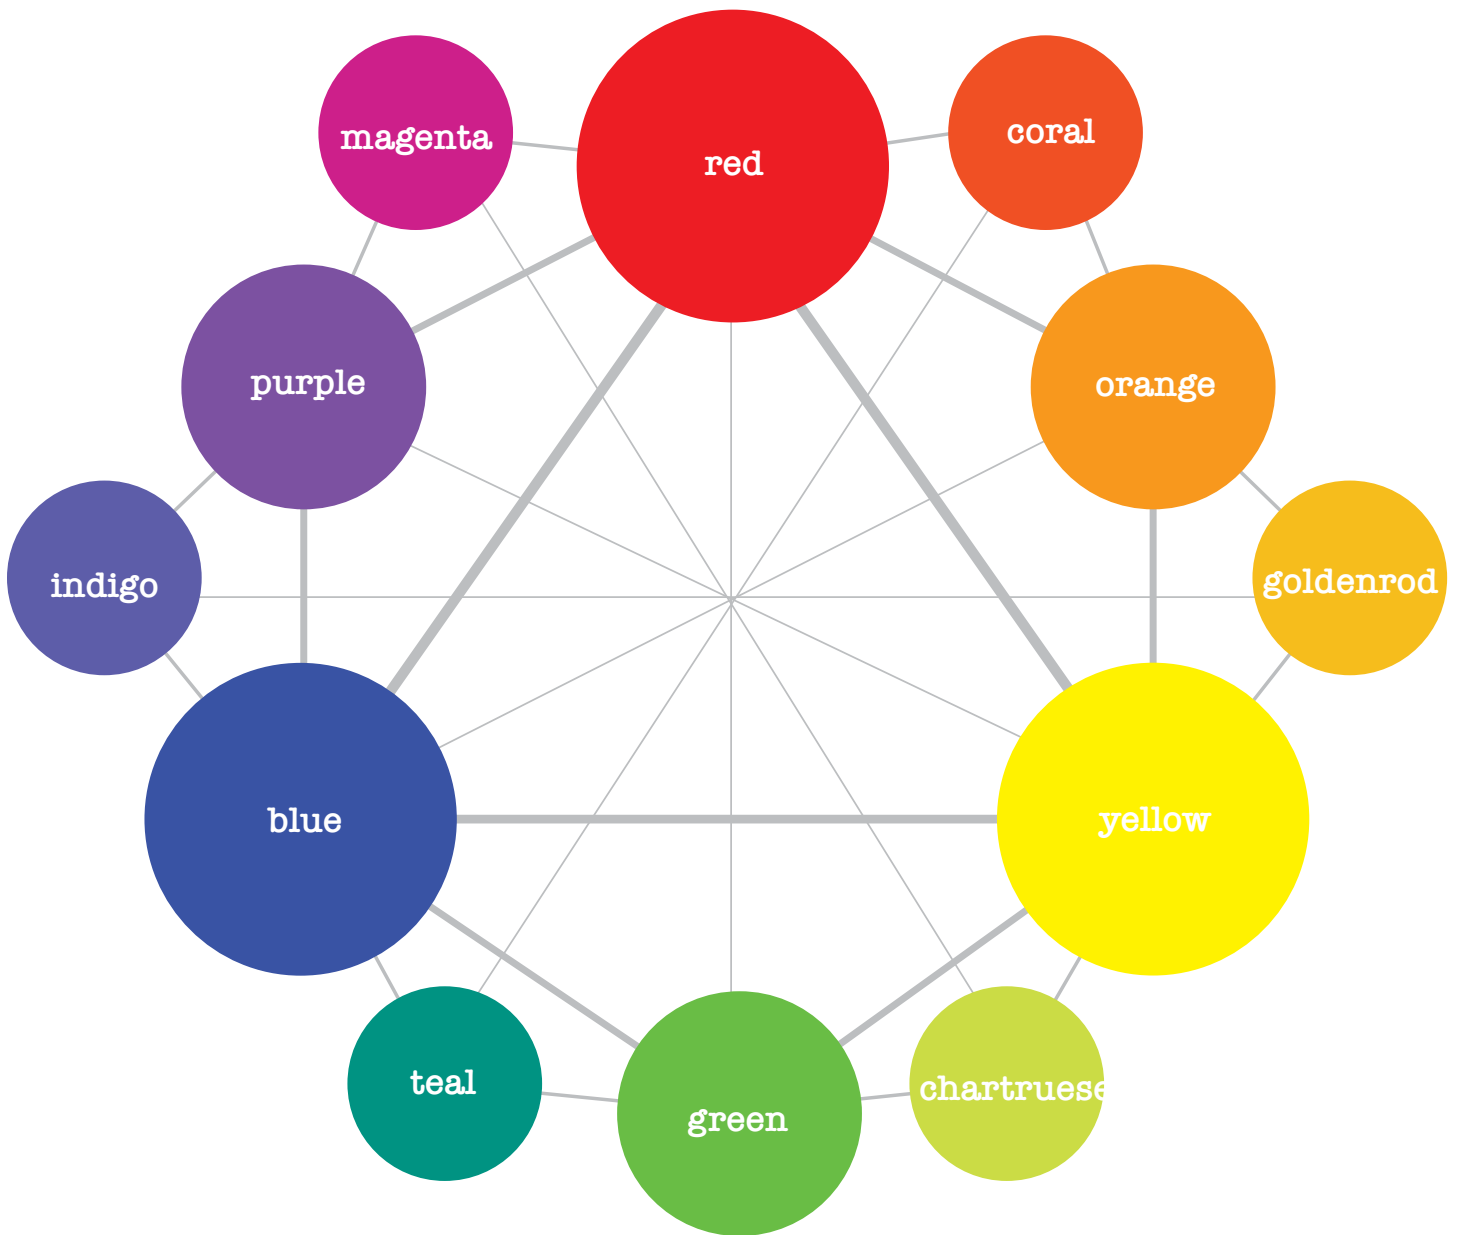 magenta
red
coral
purple
orange
indigo
goldenrod
blue
yellow
teal
green
chartruese